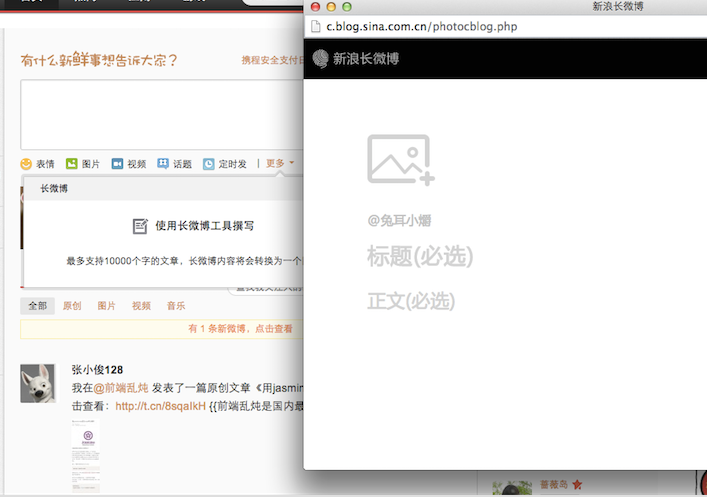 新浪长微博
c.blog.sina.com.cn/photocblog.php
新浪长微博
有什么新鲜事想告诉大家?
携程安全支付日
表情 图片 视频 话题 定时发 | 更多
长微博
使用长微博工具撰写
最多支持10000个字的文章,长微博内容将会转换为一个
@兔耳小爝
标题(必选)
正文(必选)
全部 原创 图片 视频 音乐
有 1 条新微博,点击查看
张小俊128
我在@前端乱炖 发表了一篇原创文章《用jasmin
击查看:http://t.cn/8sqaIkH {{前端乱炖是国内最
蔷薇岛